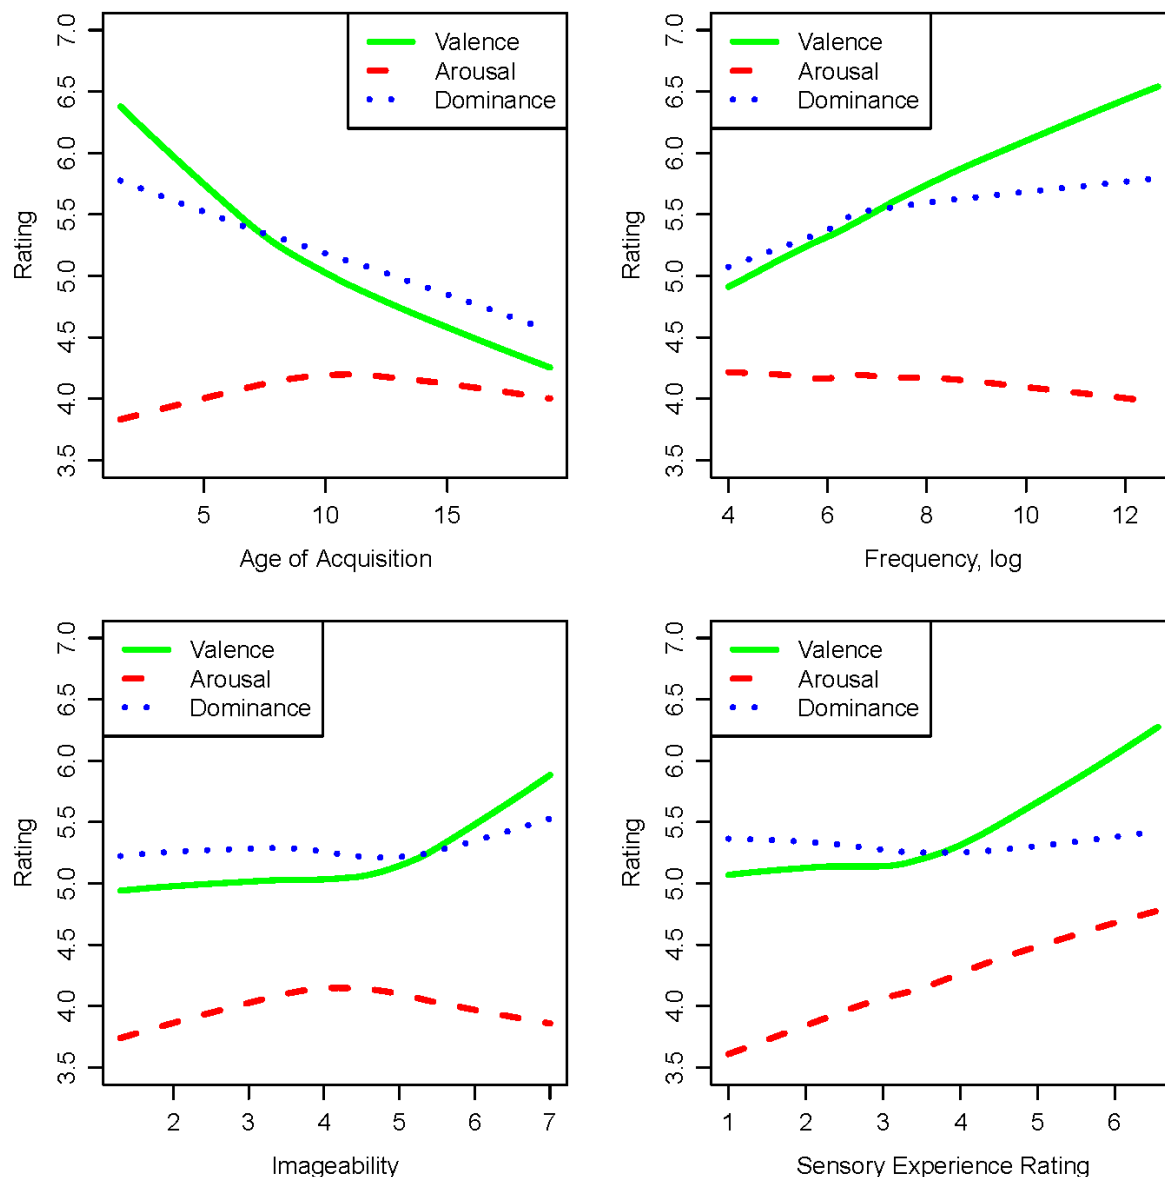 Valence
Arousal
Dominance
Rating
7.0
6.5
6.0
5.5
5.0
4.5
4.0
3.5
5 10 15
Age of Acquisition
Valence
Arousal
Dominance
Rating
7.0
6.5
6.0
5.5
5.0
4.5
4.0
3.5
4 6 8 10 12
Frequency, log
Valence
Arousal
Dominance
Rating
7.0
6.5
6.0
5.5
5.0
4.5
4.0
3.5
2 3 4 5 6 7
Imageability
Valence
Arousal
Dominance
Rating
7.0
6.5
6.0
5.5
5.0
4.5
4.0
3.5
1 2 3 4 5 6
Sensory Experience Rating